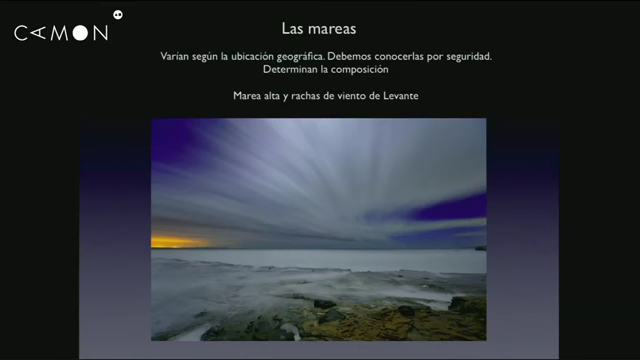 CAMON
Las mareas
Varían según la ubicación geográfica. Debemos conocerlas por seguridad.
Determinan la composición
Marea alta y rachas de viento de Levante